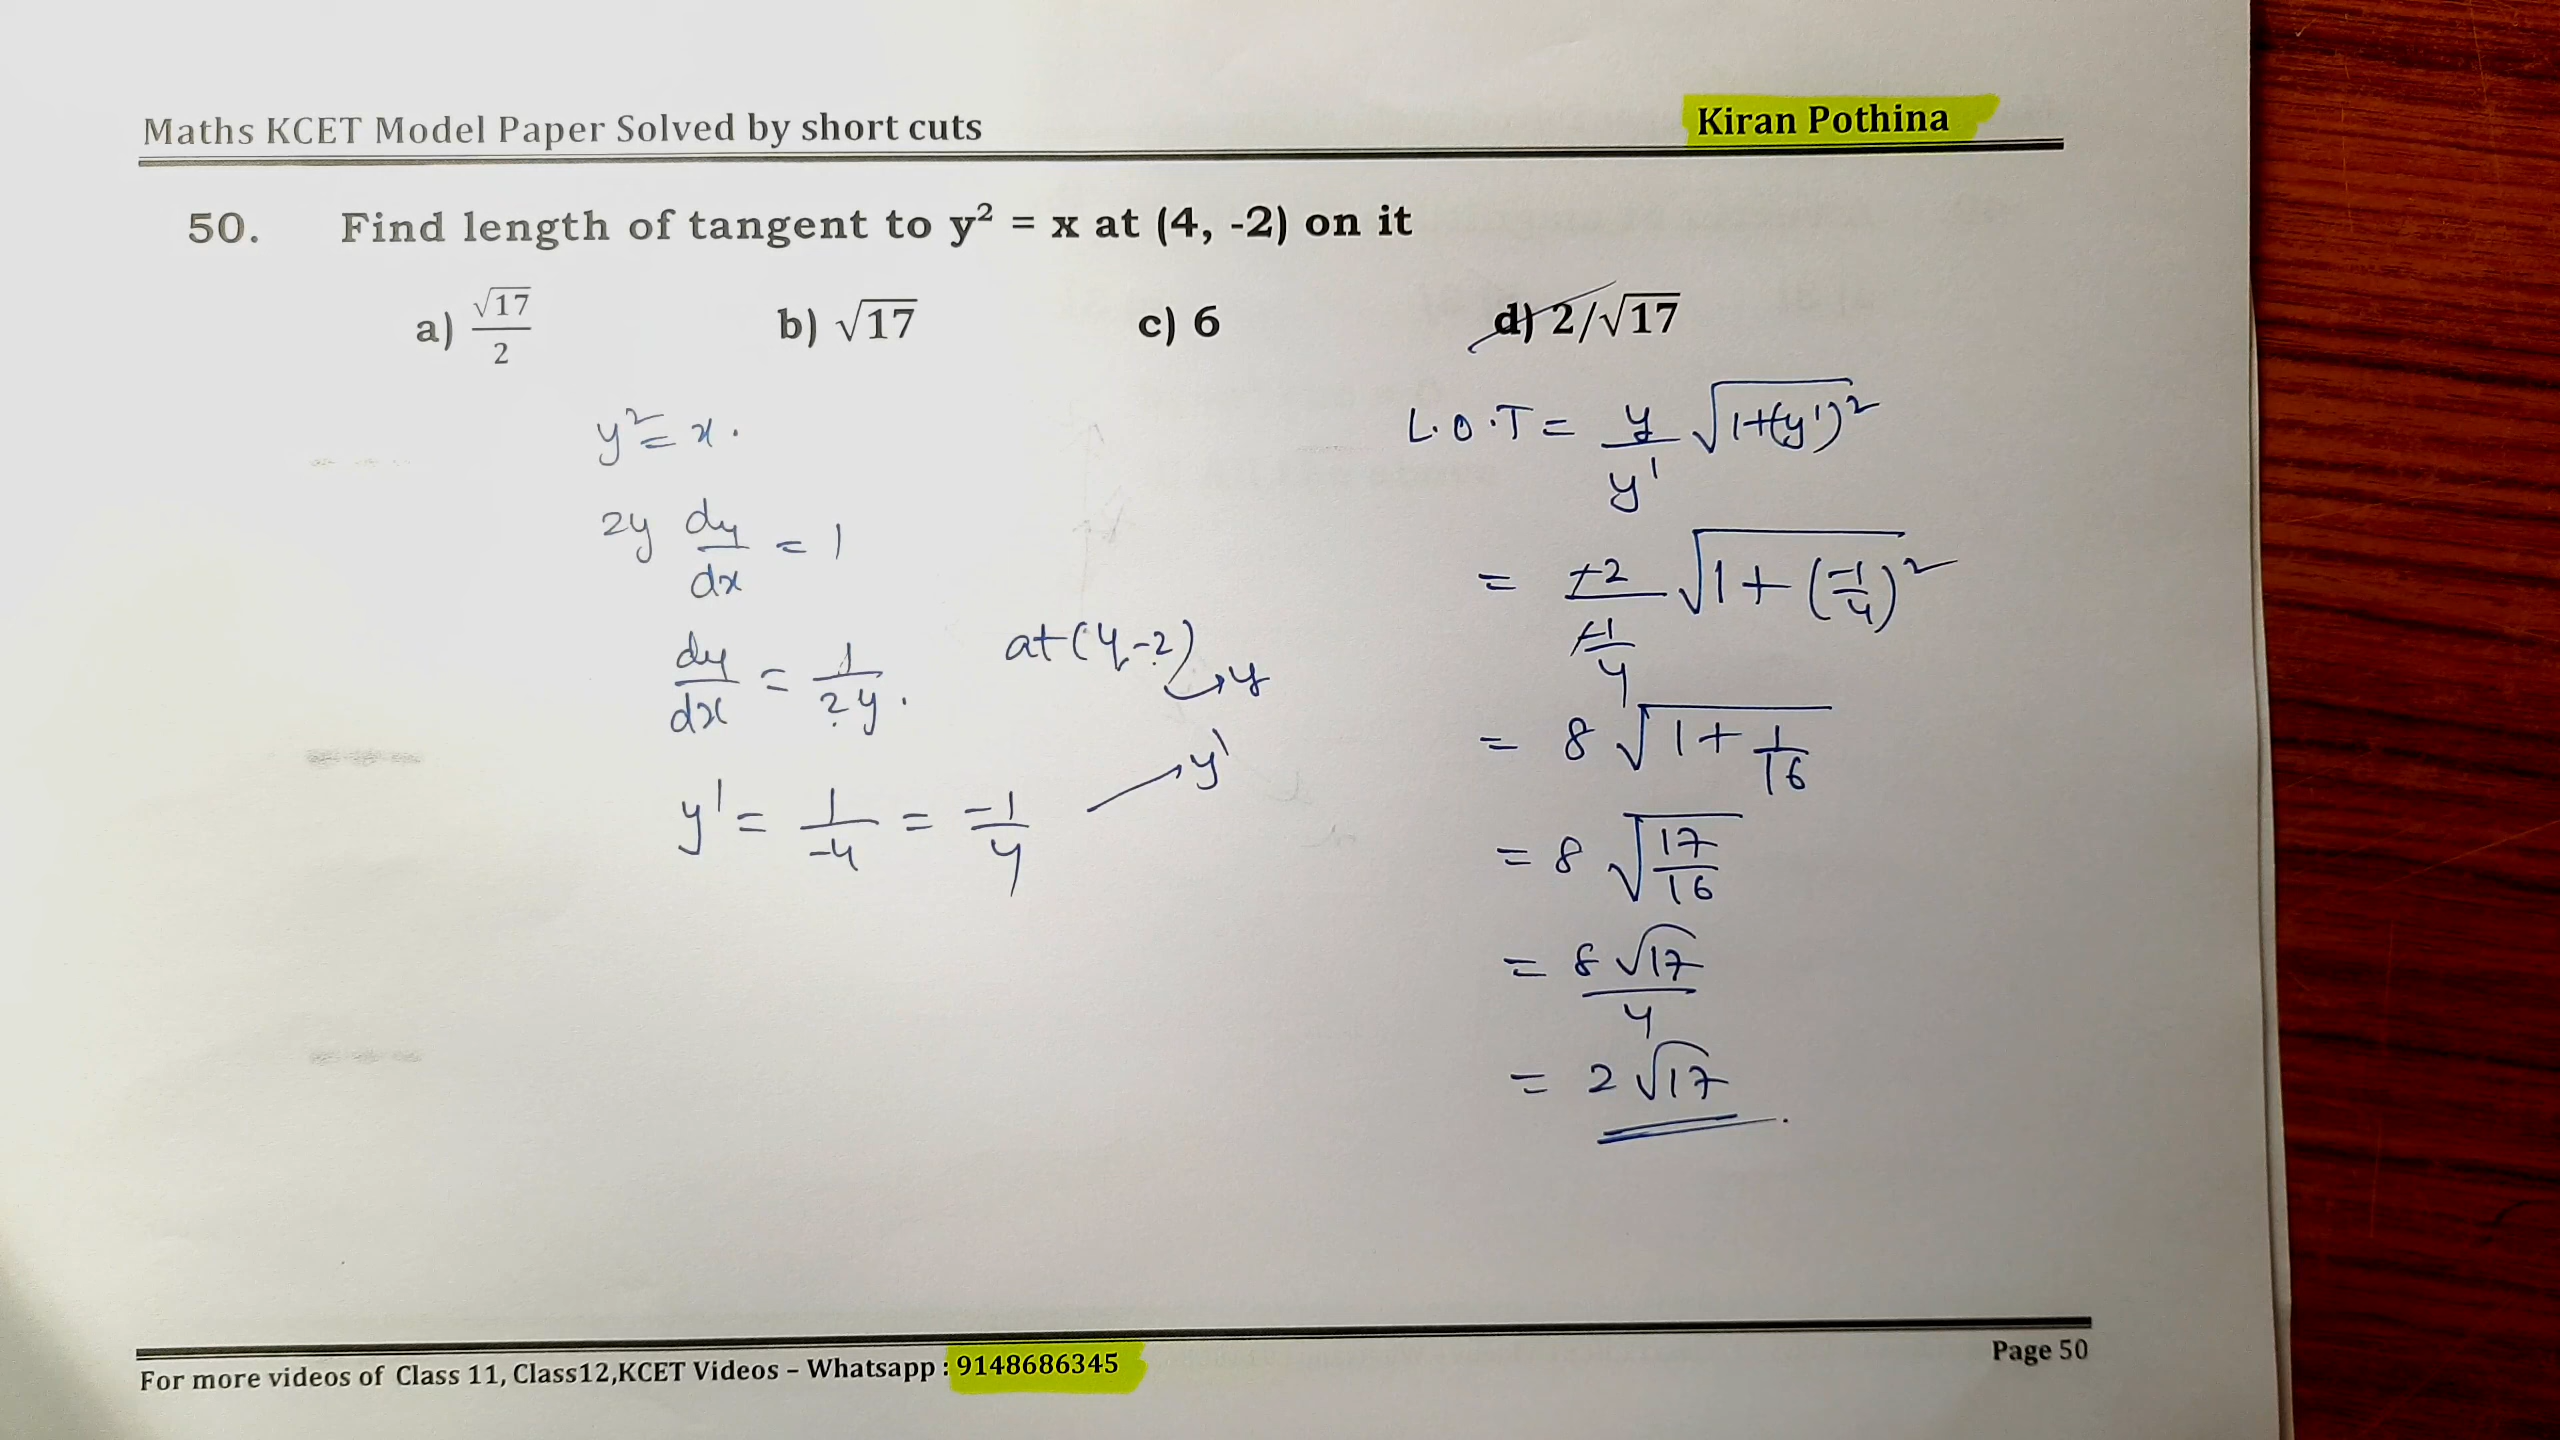 Maths KCET Model Paper Solved by short cuts
Kiran Pothina
50. Find length of tangent to y² = x at (4, -2) on it
a) √17/2 b) √17 c) 6 d) 2/√17
y² = x.
2y dy/dx = 1
dy/dx = 1/2y.
at (4,-2) → y
y' = 1/-4 = -1/4 → y'
L.O.T = y/y' √1+(y')²
= -2/(-1/4) √1+(-1/4)²
= 8 √1+1/16
= 8 √17/16
= 8√17/4
= 2√17
For more videos of Class 11, Class12,KCET Videos – Whatsapp : 9148686345
Page 50